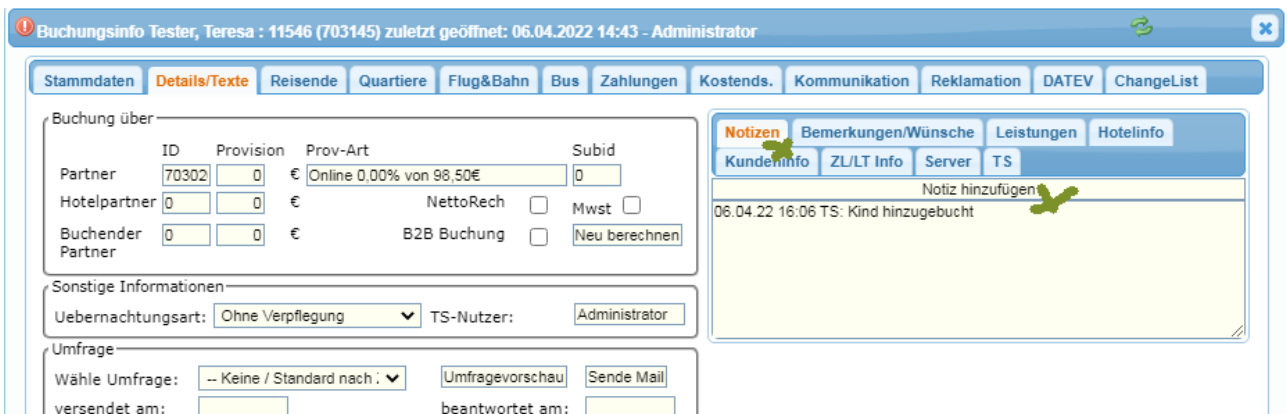 Buchungsinfo Tester, Teresa : 11546 (703145) zuletzt geöffnet: 06.04.2022 14:43 - Administrator
Stammdaten Details/Texte Reisende Quartiere Flug&Bahn Bus Zahlungen Kostends. Kommunikation Reklamation DATEV ChangeList
Buchung über
ID Provision Prov-Art Subid
Partner 70302 0 € Online 0,00% von 98,50€ 0
Hotelpartner 0 0 € NettoRech Mwst
Buchender Partner 0 0 € B2B Buchung Neu berechnen
Sonstige Informationen
Uebernachtungsart: Ohne Verpflegung TS-Nutzer: Administrator
Umfrage
Wähle Umfrage: -- Keine / Standard nach Umfragevorschau Sende Mail
versendet am: beantwortet am:
Notizen Bemerkungen/Wünsche Leistungen Hotelinfo
Kundeninfo ZL/LT Info Server TS
Notiz hinzufügen
06.04.22 16:06 TS: Kind hinzugebucht